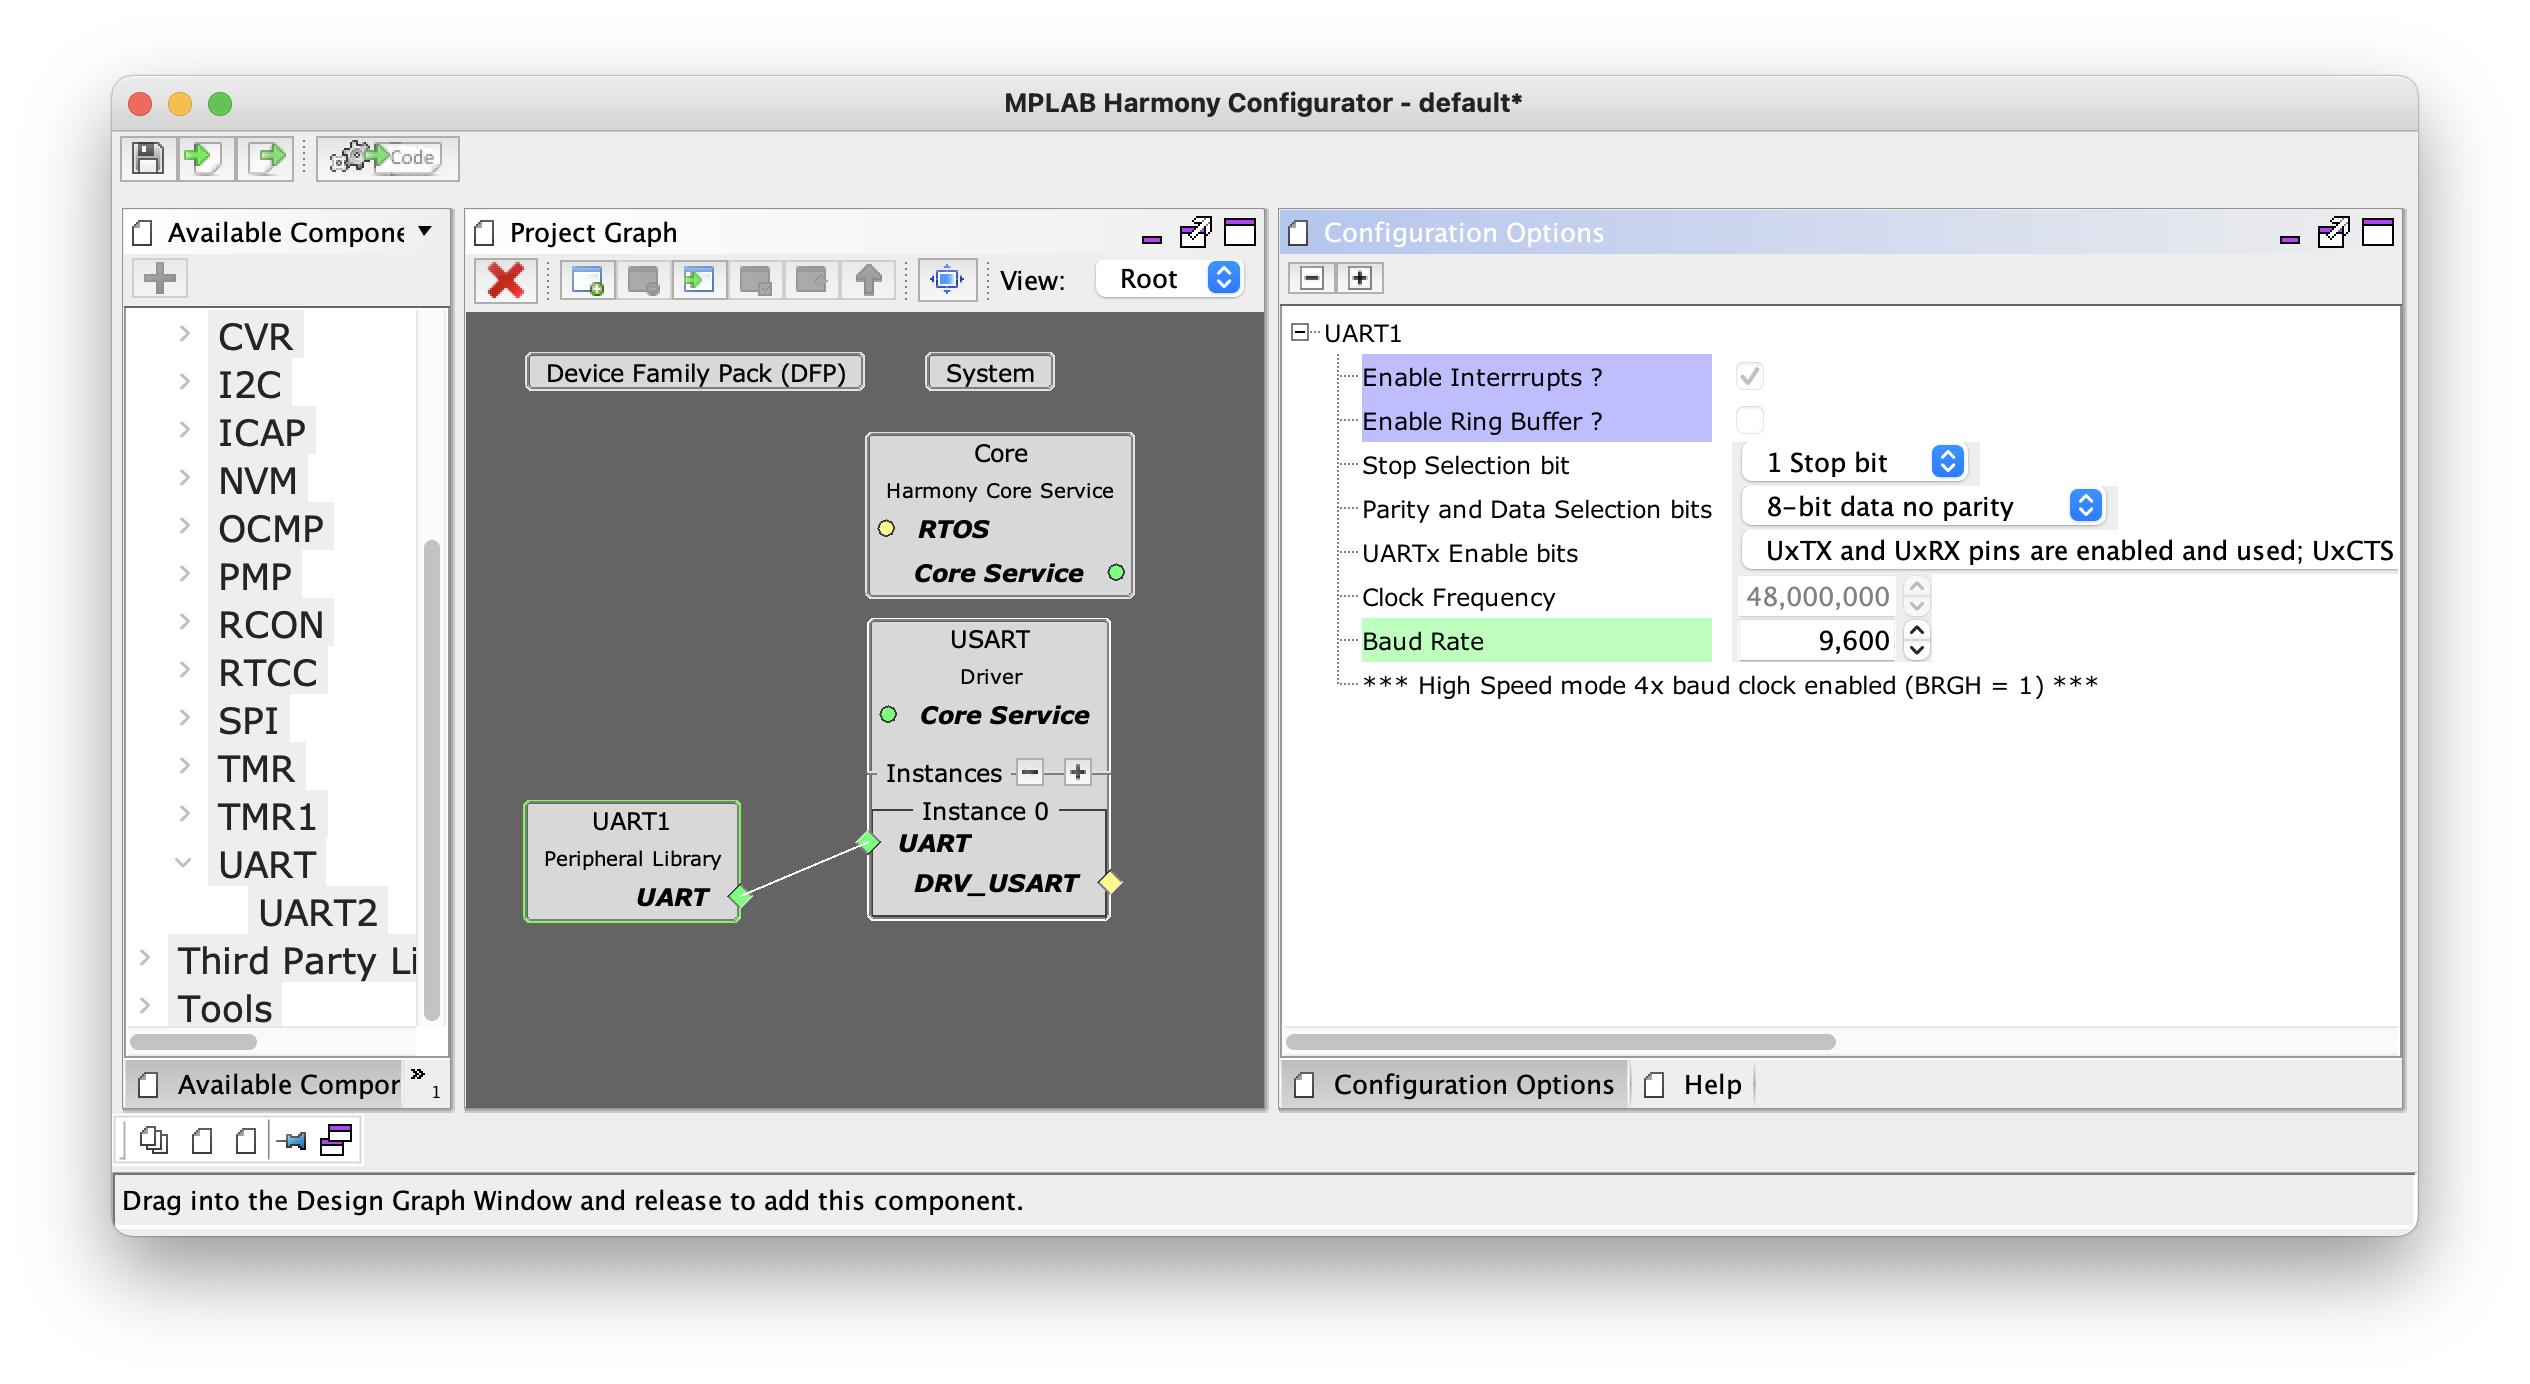 MPLAB Harmony Configurator - default*
Code
Available Compone
CVR
I2C
ICAP
NVM
OCMP
PMP
RCON
RTCC
SPI
TMR
TMR1
UART
UART2
Third Party Li
Tools
Available Compor
» 1
Project Graph
View: Root
Device Family Pack (DFP)
System
Core
Harmony Core Service
RTOS
Core Service
USART
Driver
Core Service
Instances
Instance 0
UART
DRV_USART
UART1
Peripheral Library
UART
Configuration Options
UART1
Enable Interrrupts ?
Enable Ring Buffer ?
Stop Selection bit 1 Stop bit
Parity and Data Selection bits 8-bit data no parity
UARTx Enable bits UxTX and UxRX pins are enabled and used; UxCTS
Clock Frequency 48,000,000
Baud Rate 9,600
*** High Speed mode 4x baud clock enabled (BRGH = 1) ***
Configuration Options
Help
Drag into the Design Graph Window and release to add this component.